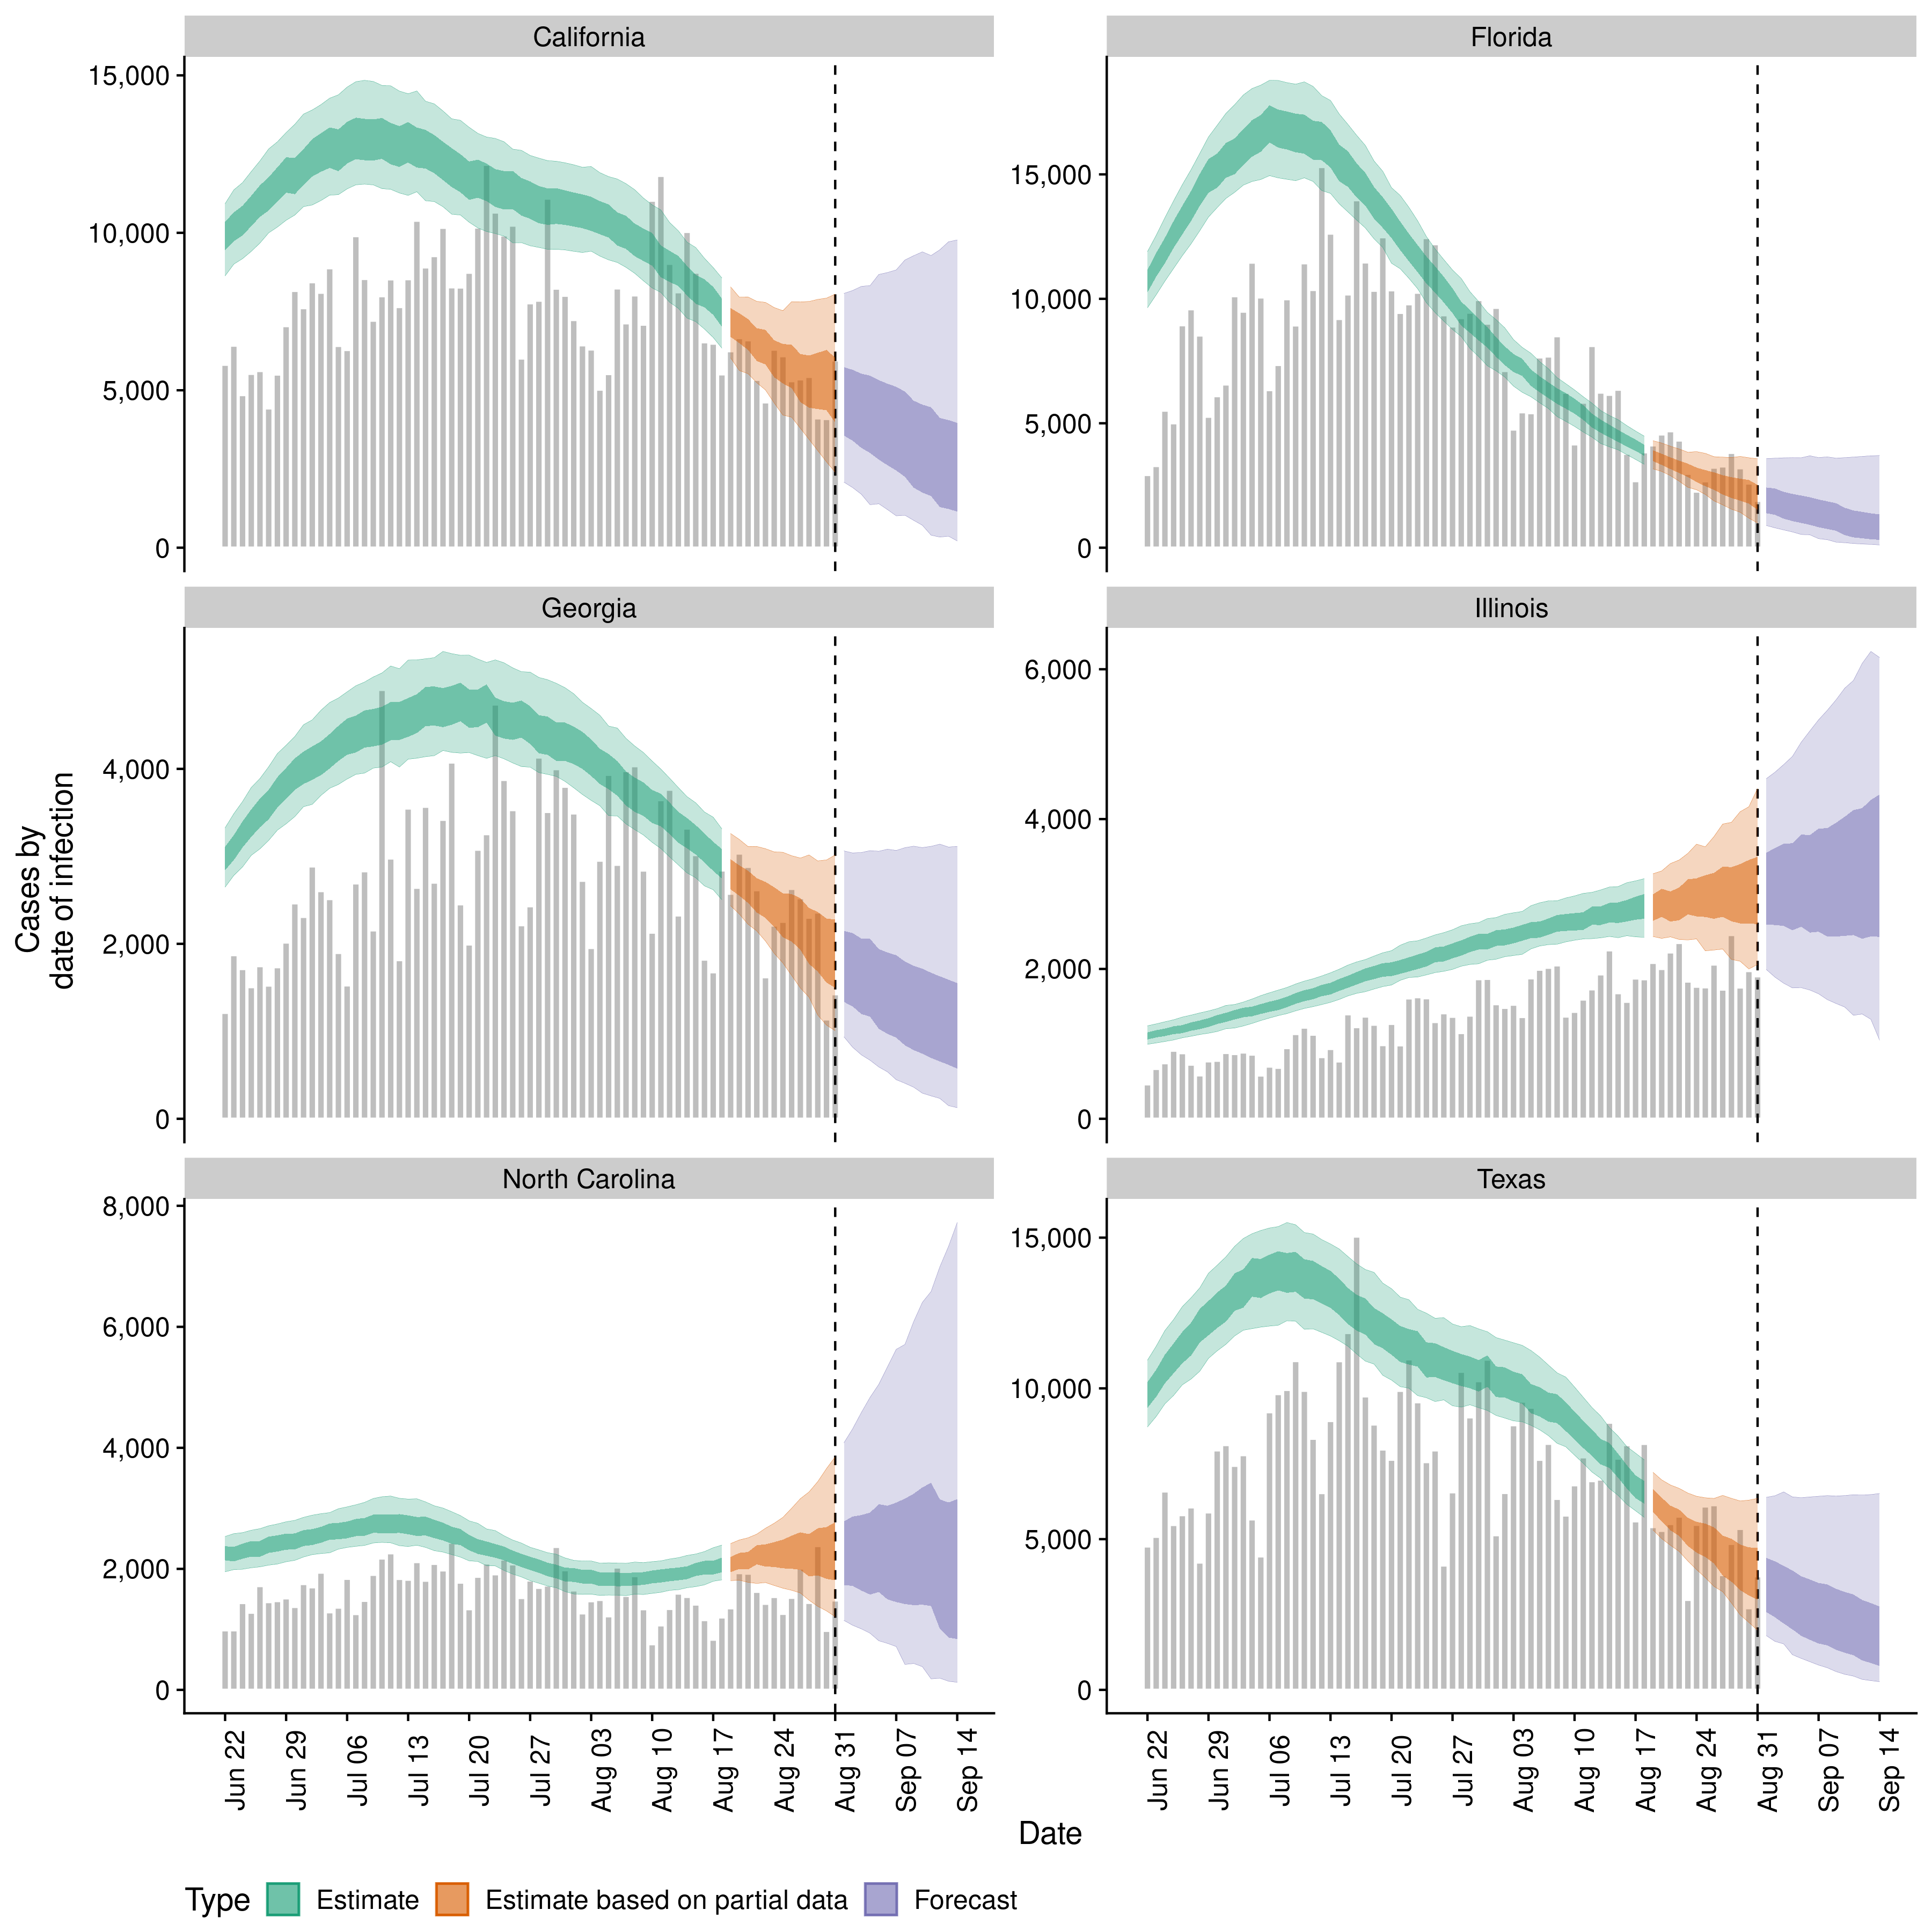 California
Florida
15,000
10,000
5,000
0
15,000
10,000
5,000
0
Georgia
Illinois
4,000
2,000
0
6,000
4,000
2,000
0
Cases by
date of infection
North Carolina
Texas
8,000
6,000
4,000
2,000
0
15,000
10,000
5,000
0
Jun 22
Jun 29
Jul 06
Jul 13
Jul 20
Jul 27
Aug 03
Aug 10
Aug 17
Aug 24
Aug 31
Sep 07
Sep 14
Jun 22
Jun 29
Jul 06
Jul 13
Jul 20
Jul 27
Aug 03
Aug 10
Aug 17
Aug 24
Aug 31
Sep 07
Sep 14
Date
Type Estimate Estimate based on partial data Forecast